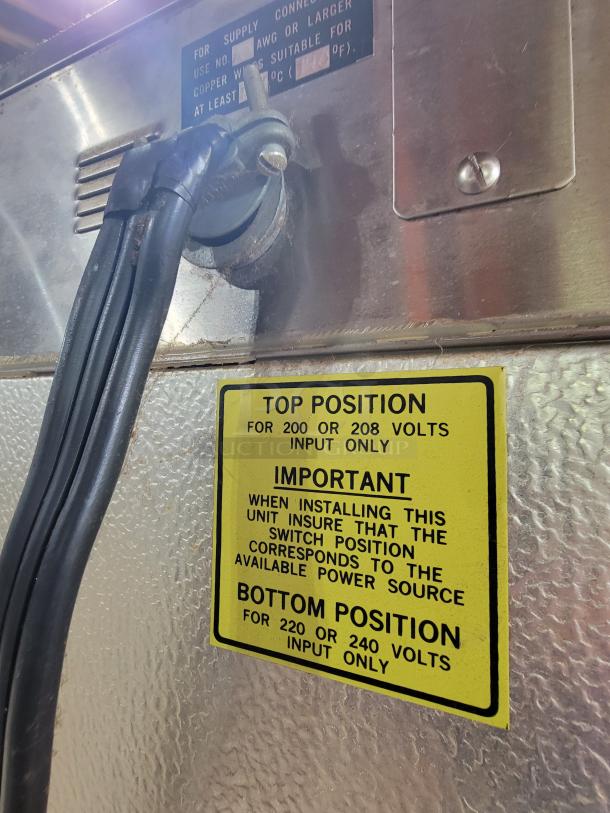 FOR SUPPLY
USE NO. AWG OR LARGER
COPPER SUITABLE FOR
AT LEAST °C ( °F).
TOP POSITION
FOR 200 OR 208 VOLTS
INPUT ONLY
IMPORTANT
WHEN INSTALLING THIS
UNIT INSURE THAT THE
SWITCH POSITION
CORRESPONDS TO THE
AVAILABLE POWER SOURCE
BOTTOM POSITION
FOR 220 OR 240 VOLTS
INPUT ONLY